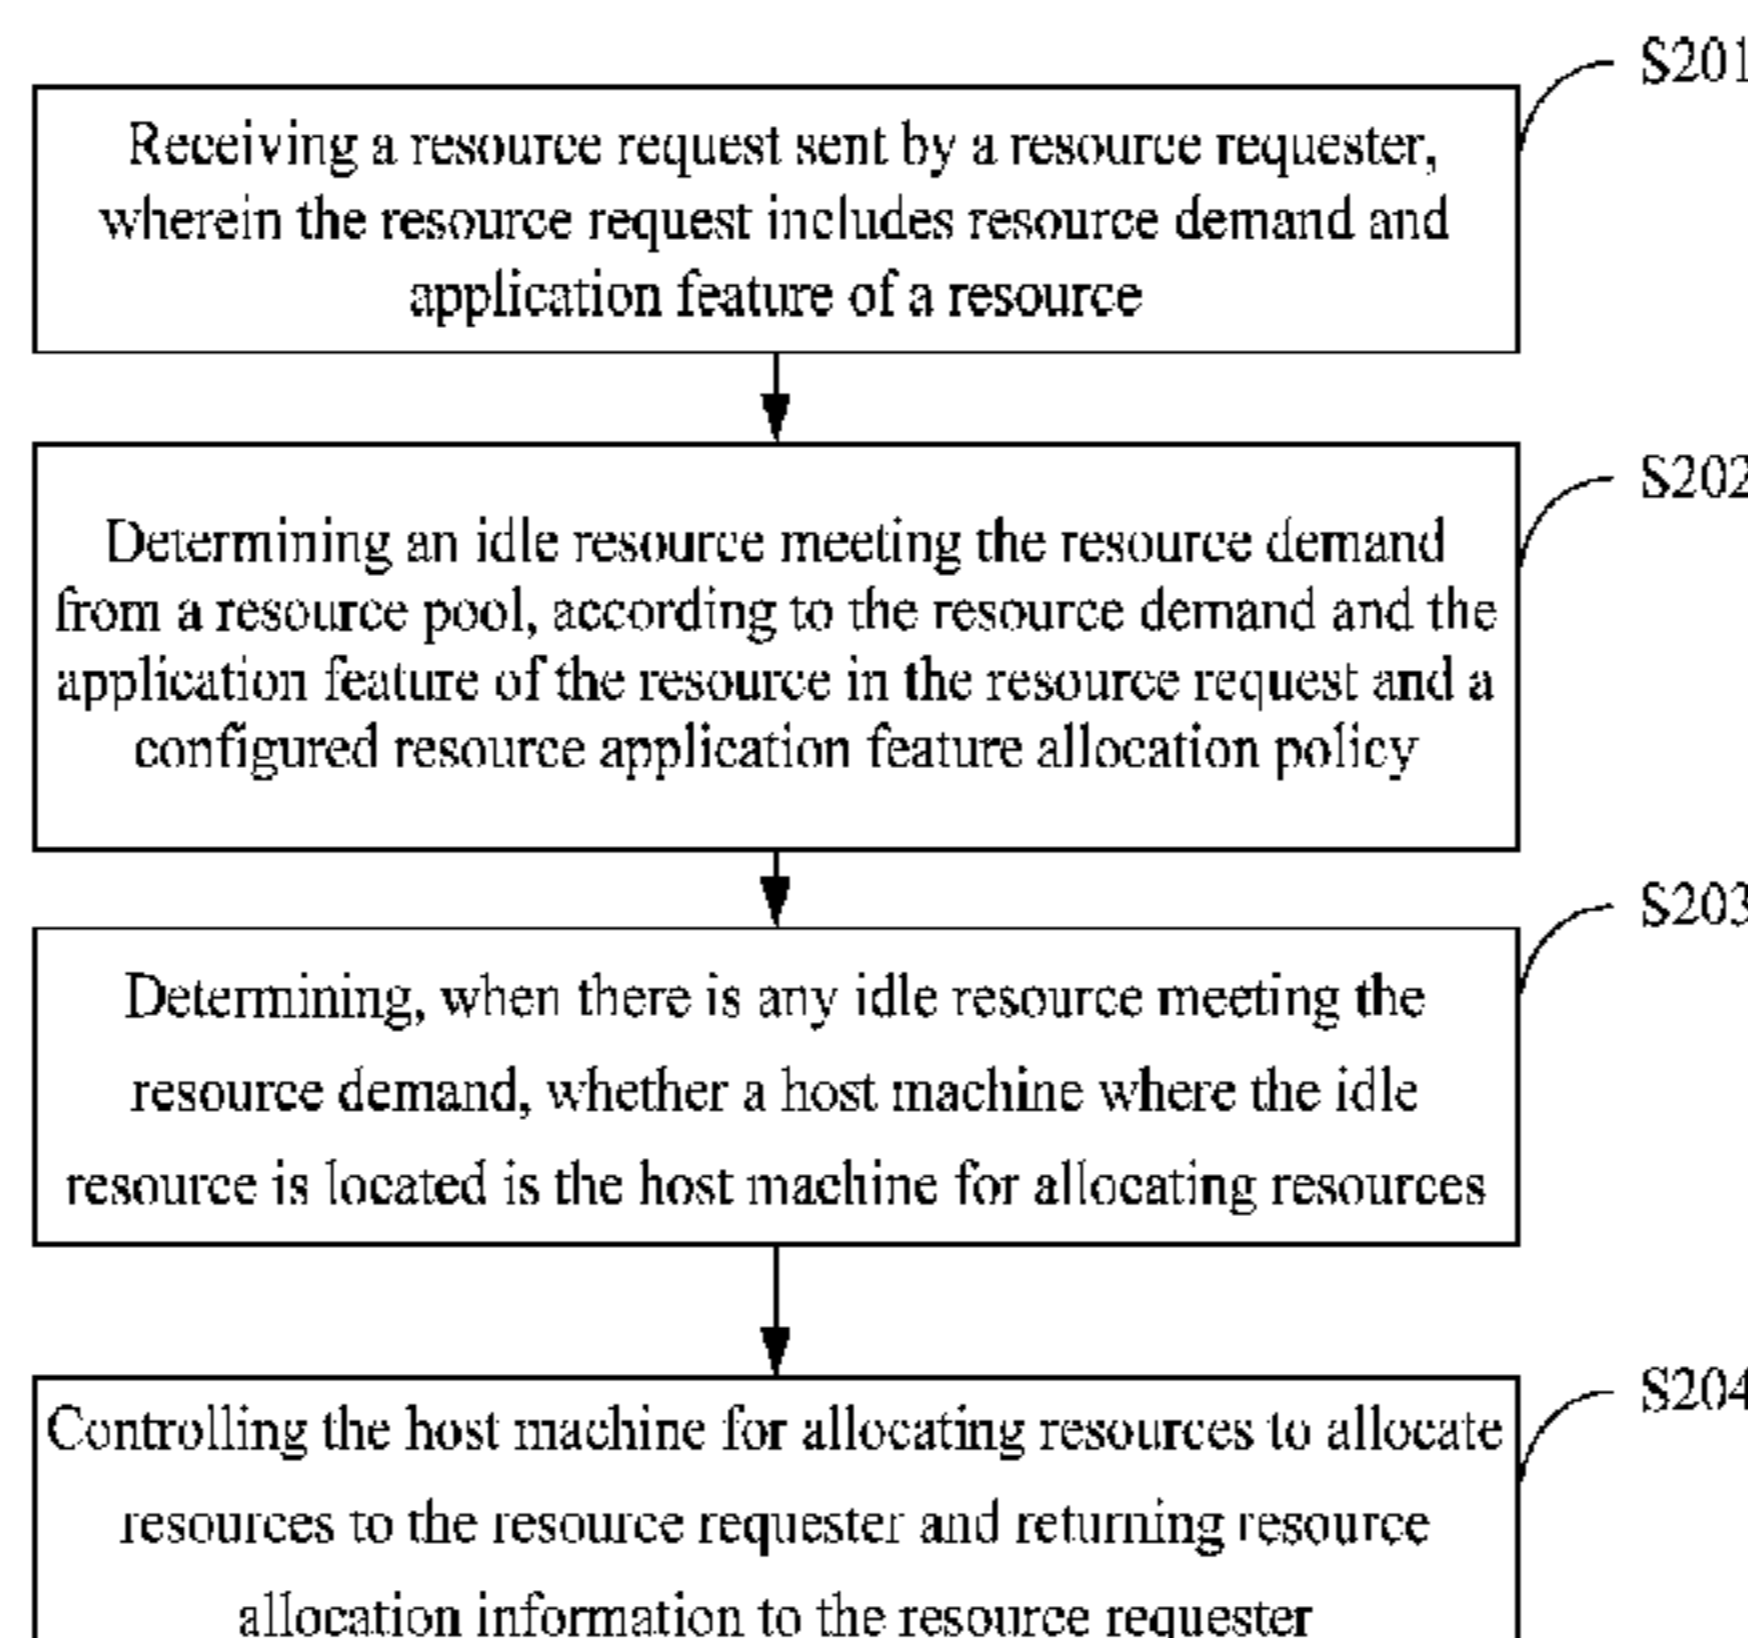 S201
Receiving a resource request sent by a resource requester,
wherein the resource request includes resource demand and
application feature of a resource
S202
Determining an idle resource meeting the resource demand
from a resource pool, according to the resource demand and the
application feature of the resource in the resource request and a
configured resource application feature allocation policy
S203
Determining, when there is any idle resource meeting the
resource demand, whether a host machine where the idle
resource is located is the host machine for allocating resources
S204
Controlling the host machine for allocating resources to allocate
resources to the resource requester and returning resource
allocation information to the resource requester